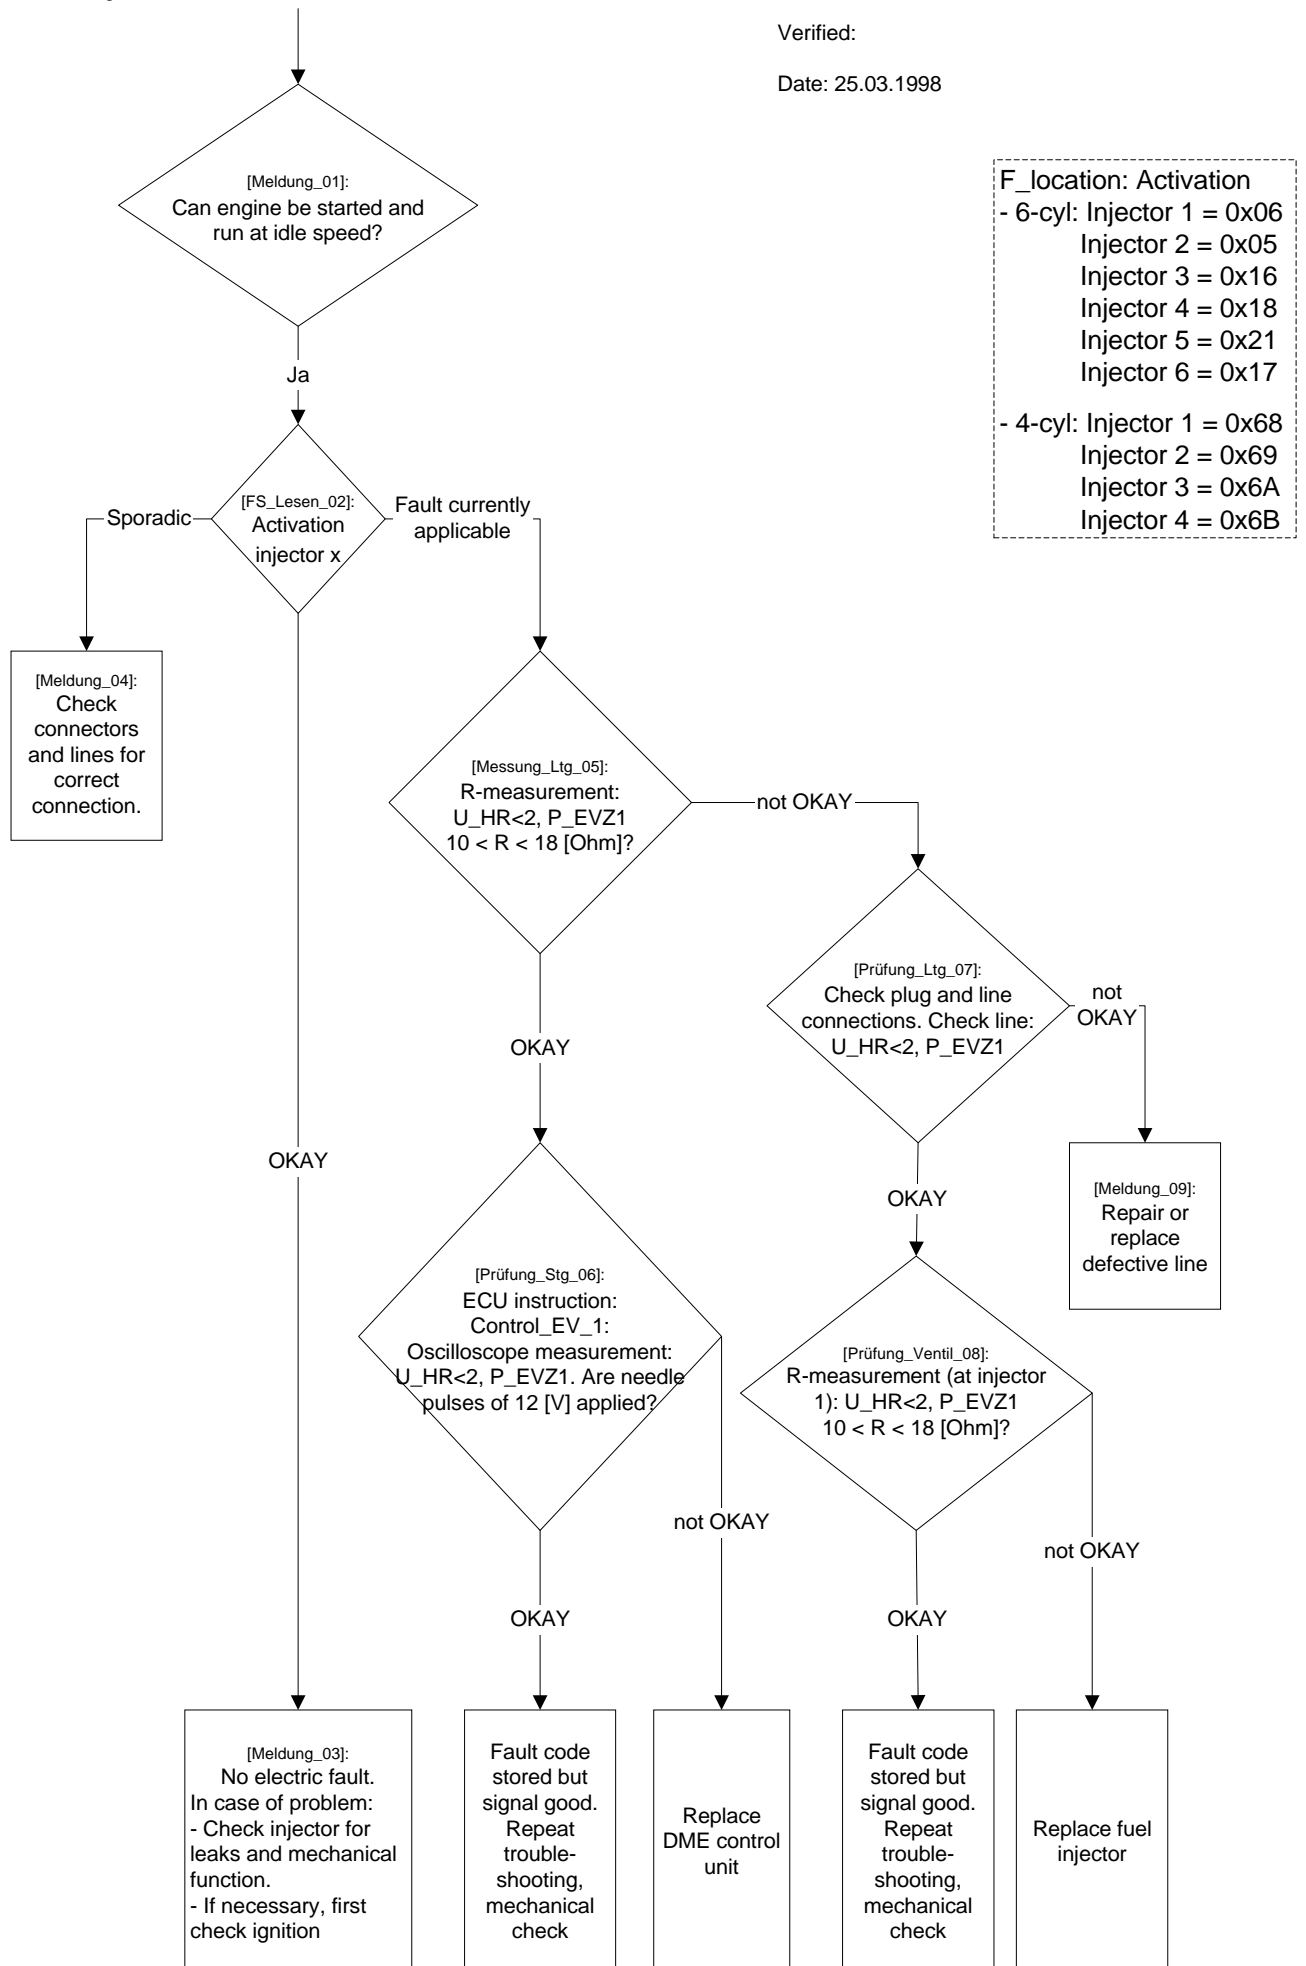 Verified:
Date: 25.03.1998
[Meldung_01]:
Can engine be started and
run at idle speed?
F_location: Activation
- 6-cyl: Injector 1 = 0x06
Injector 2 = 0x05
Injector 3 = 0x16
Injector 4 = 0x18
Injector 5 = 0x21
Injector 6 = 0x17
- 4-cyl: Injector 1 = 0x68
Injector 2 = 0x69
Injector 3 = 0x6A
Injector 4 = 0x6B
Ja
[FS_Lesen_02]:
Activation
injector x
Sporadic
Fault currently
applicable
[Meldung_04]:
Check
connectors
and lines for
correct
connection.
[Messung_Ltg_05]:
R-measurement:
U_HR<2, P_EVZ1
10 < R < 18 [Ohm]?
not OKAY
[Prüfung_Ltg_07]:
Check plug and line
connections. Check line:
U_HR<2, P_EVZ1
not
OKAY
OKAY
OKAY
OKAY
[Meldung_09]:
Repair or
replace
defective line
[Prüfung_Stg_06]:
ECU instruction:
Control_EV_1:
Oscilloscope measurement:
U_HR<2, P_EVZ1. Are needle
pulses of 12 [V] applied?
[Prüfung_Ventil_08]:
R-measurement (at injector
1): U_HR<2, P_EVZ1
10 < R < 18 [Ohm]?
not OKAY
not OKAY
OKAY
OKAY
[Meldung_03]:
No electric fault.
In case of problem:
- Check injector for
leaks and mechanical
function.
- If necessary, first
check ignition
Fault code
stored but
signal good.
Repeat
trouble-
shooting,
mechanical
check
Replace
DME control
unit
Fault code
stored but
signal good.
Repeat
trouble-
shooting,
mechanical
check
Replace fuel
injector